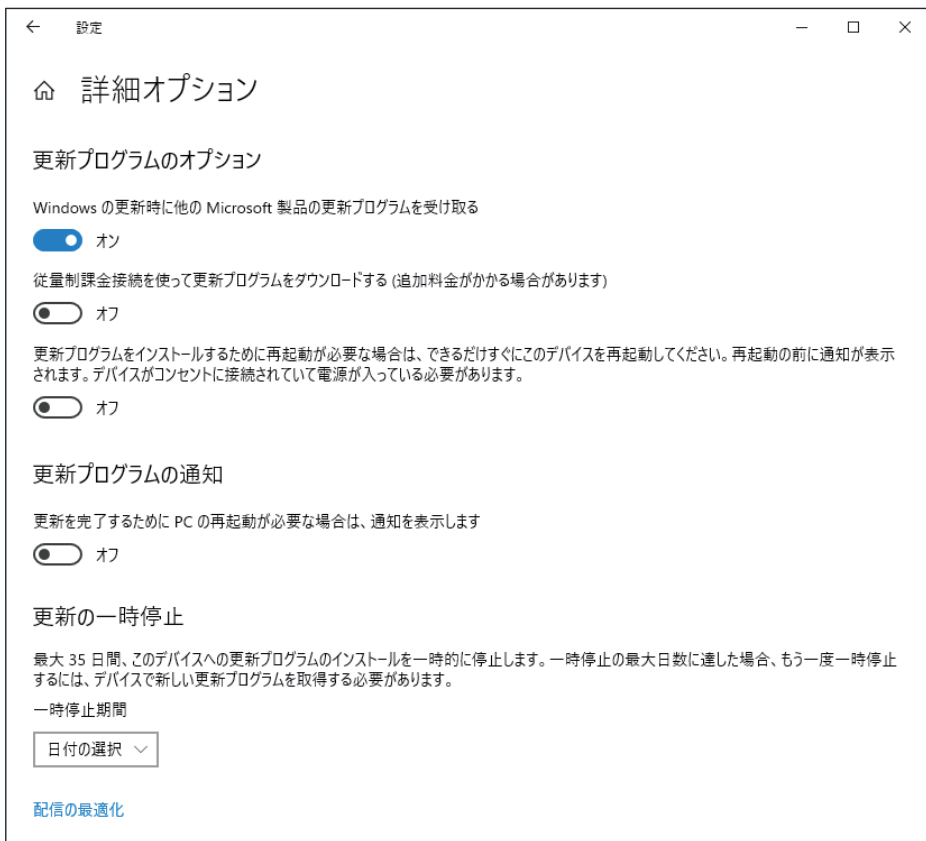 設定
詳細オプション
更新プログラムのオプション
Windows の更新時に他の Microsoft 製品の更新プログラムを受け取る
オン
従量制課金接続を使って更新プログラムをダウンロードする (追加料金がかかる場合があります)
オフ
更新プログラムをインストールするために再起動が必要な場合は、できるだけすぐにこのデバイスを再起動してください。再起動の前に通知が表示
されます。デバイスがコンセントに接続されていて電源が入っている必要があります。
オフ
更新プログラムの通知
更新を完了するために PC の再起動が必要な場合は、通知を表示します
オフ
更新の一時停止
最大 35 日間、このデバイスへの更新プログラムのインストールを一時的に停止します。一時停止の最大日数に達した場合、もう一度一時停止
するには、デバイスで新しい更新プログラムを取得する必要があります。
一時停止期間
日付の選択
配信の最適化